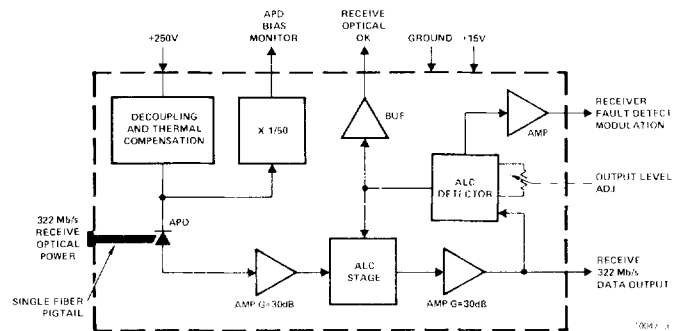 APD
BIAS
MONITOR
RECEIVE
OPTICAL
OK
+250V
GROUND
+15V
DECOUPLING
AND THERMAL
COMPENSATION
X 1/50
BUF
AMP
RECEIVER
FAULT DETECT
MODULATION
ALC
DETECTOR
OUTPUT LEVEL
ADJ
322 Mb/s
RECEIVE
OPTICAL
POWER
APD
SINGLE FIBER
PIGTAIL
AMP G=30dB
ALC
STAGE
AMP G=30dB
RECEIVE
322 Mb/s
DATA OUTPUT